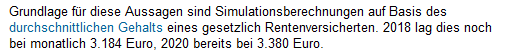 Grundlage für diese Aussagen sind Simulationsberechnungen auf Basis des
durchschnittlichen Gehalts eines gesetzlich Rentenversicherten. 2018 lag dies noch
bei monatlich 3.184 Euro, 2020 bereits bei 3.380 Euro.